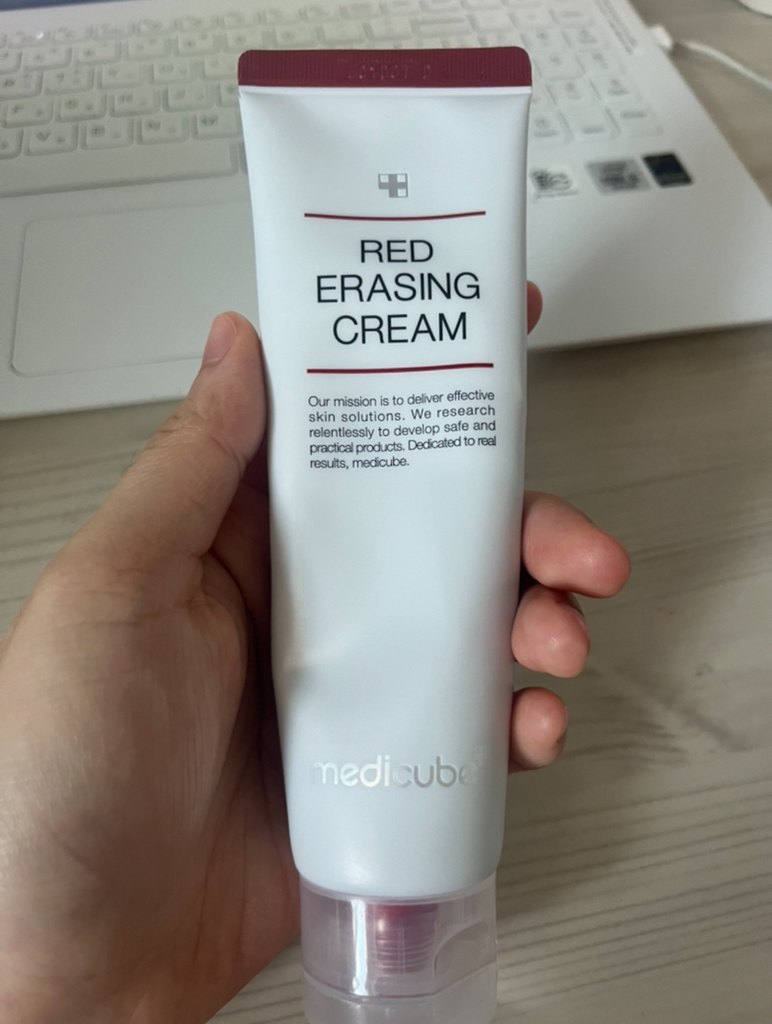 RED
ERASING
CREAM
Our mission is to deliver effective
skin solutions. We research
relentlessly to develop safe and
practical products. Dedicated to real
results, medicube.
medicube